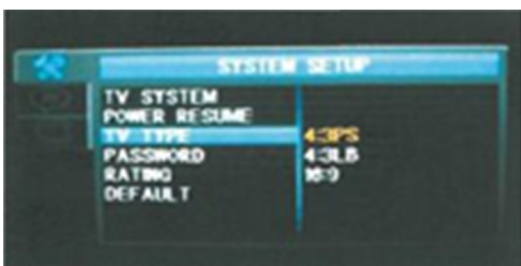 SYSTEM SETUP
TV SYSTEM
POWER RESUME
TV TYPE 4:3PS
PASSWORD 4:3LB
RATING 16:9
DEFAULT